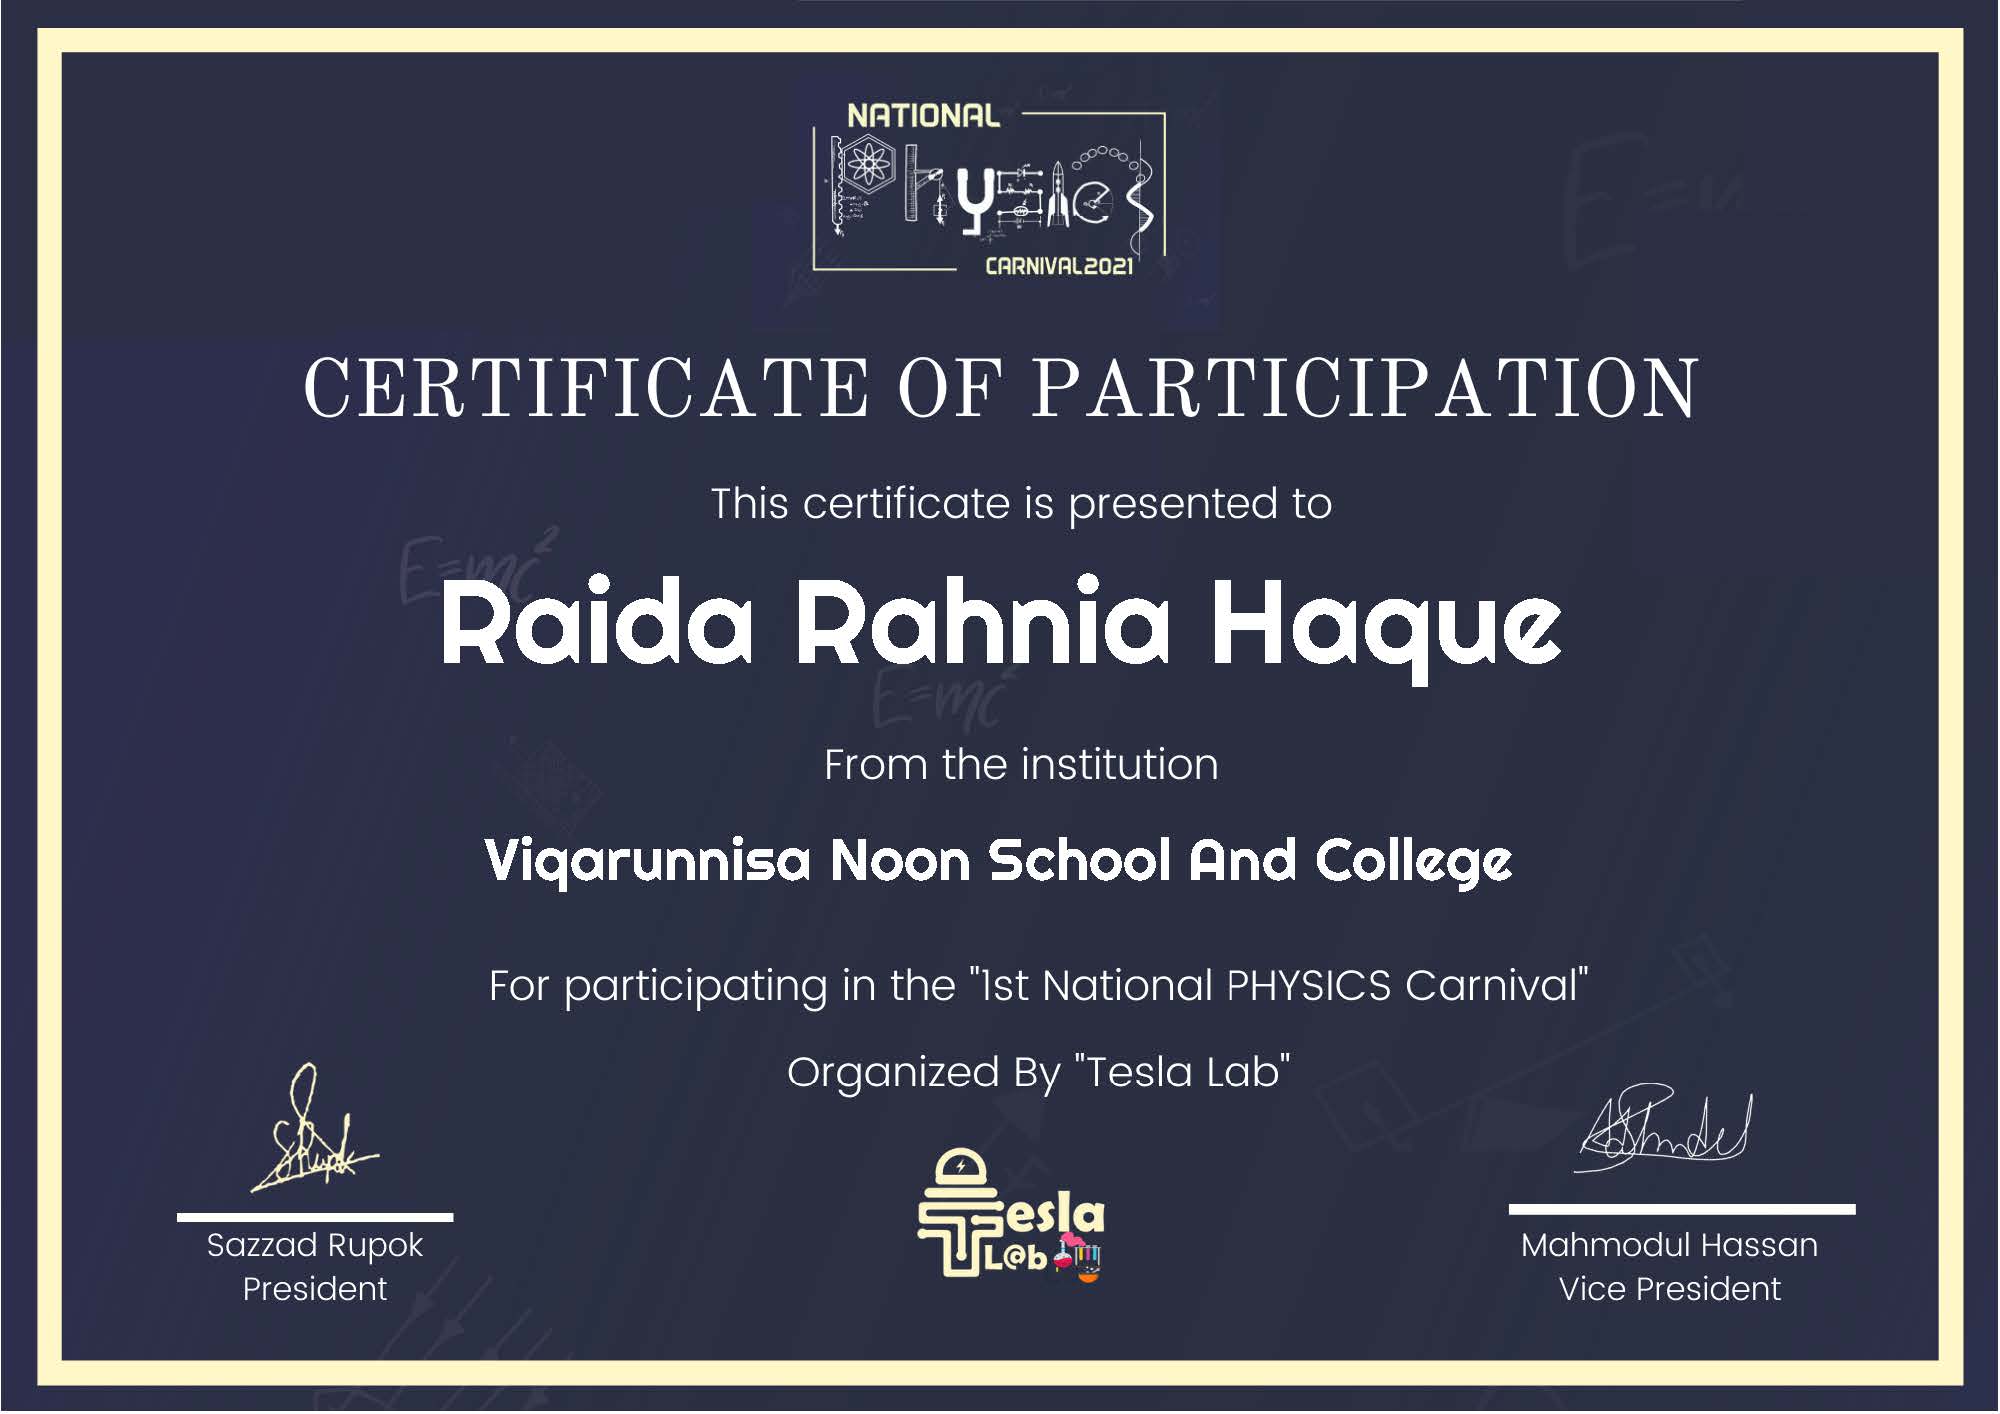 NATIONAL
Physics
CARNIVAL2021
CERTIFICATE OF PARTICIPATION
This certificate is presented to
E=mc²
Raida Rahnia Haque
E=mc²
From the institution
Viqarunnisa Noon School And College
For participating in the "1st National PHYSICS Carnival"
Organized By "Tesla Lab"
Tesla
L@b
Sazzad Rupok
President
Mahmodul Hassan
Vice President